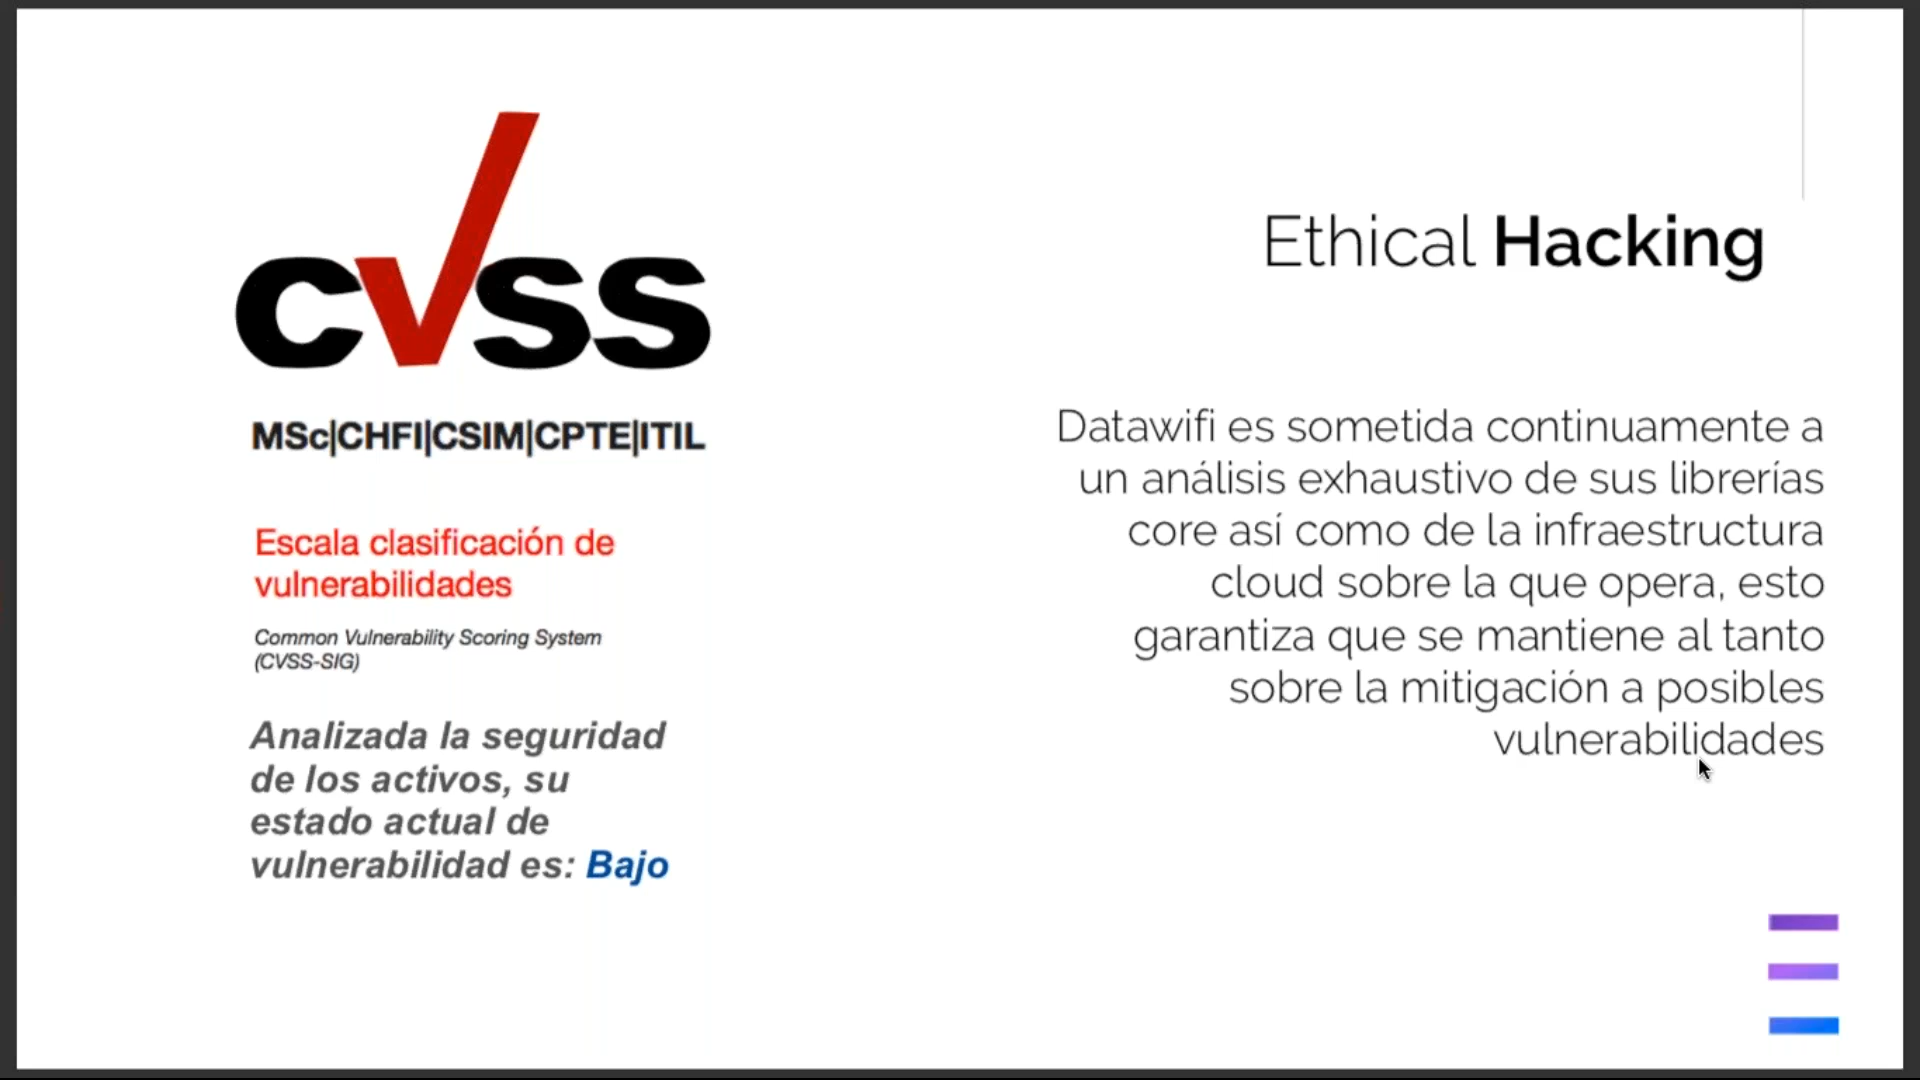 cvss
MSc|CHFI|CSIM|CPTE|ITIL
Escala clasificación de
vulnerabilidades
Common Vulnerability Scoring System
(CVSS-SIG)
Analizada la seguridad
de los activos, su
estado actual de
vulnerabilidad es: Bajo
Ethical Hacking
Datawifi es sometida continuamente a
un análisis exhaustivo de sus librerías
core así como de la infraestructura
cloud sobre la que opera, esto
garantiza que se mantiene al tanto
sobre la mitigación a posibles
vulnerabilidades